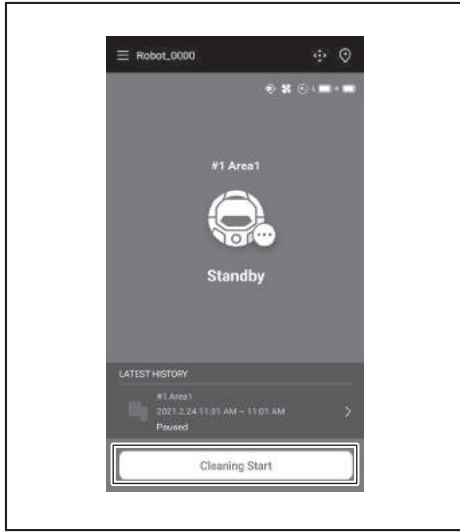 Robot_0000
L R
#1 Area1
Standby
LATEST HISTORY
#1 Area1
2021.2.24 11:01 AM ~ 11:01 AM
Paused
Cleaning Start